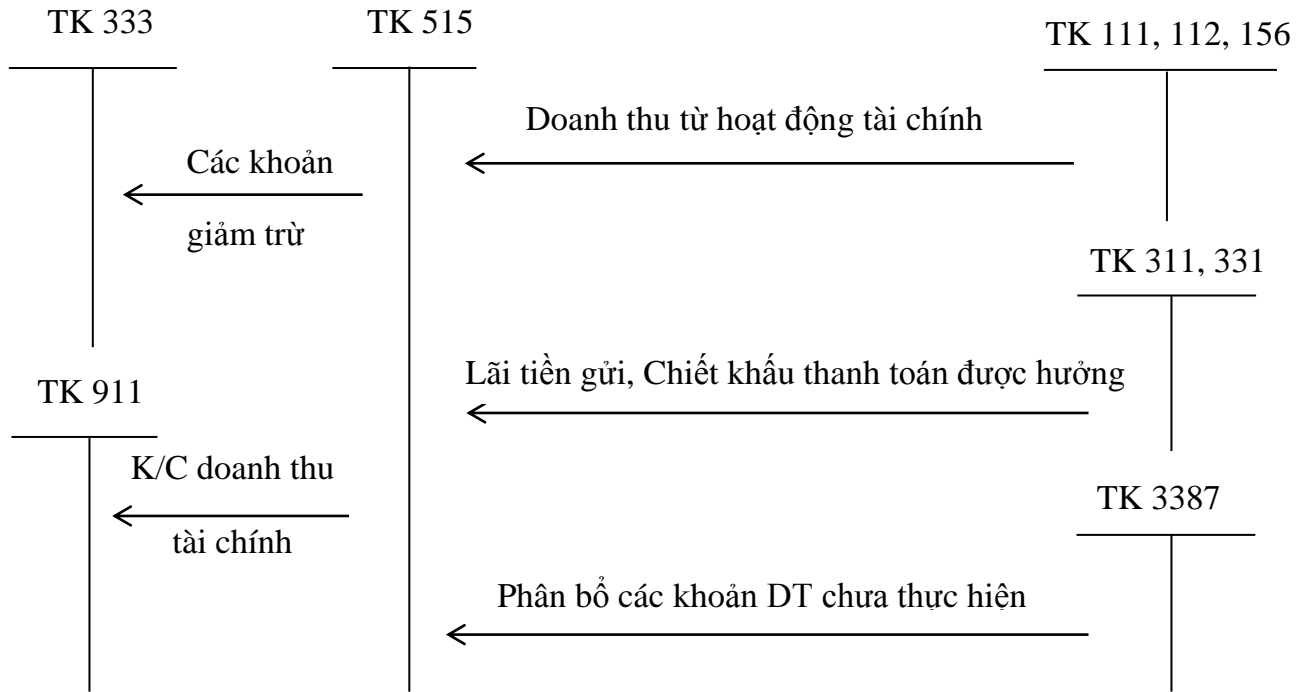 TK 333
TK 515
TK 111, 112, 156
Doanh thu từ hoạt động tài chính
Các khoản
giảm trừ
TK 311, 331
Lãi tiền gửi, Chiết khấu thanh toán được hưởng
TK 911
K/C doanh thu
tài chính
TK 3387
Phân bổ các khoản DT chưa thực hiện